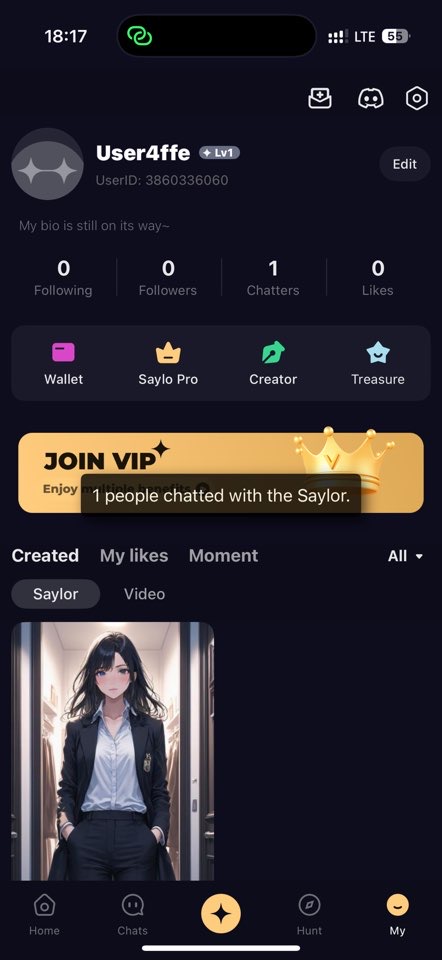 18:17
LTE 55
User4ffe Lv1
Edit
UserID: 3860336060
My bio is still on its way~
0 0 1 0
Following Followers Chatters Likes
Wallet Saylo Pro Creator Treasure
JOIN VIP
V
Enjoy multiple benefits
1 people chatted with the Saylor.
Created My likes Moment All
Saylor Video
Home Chats Hunt My